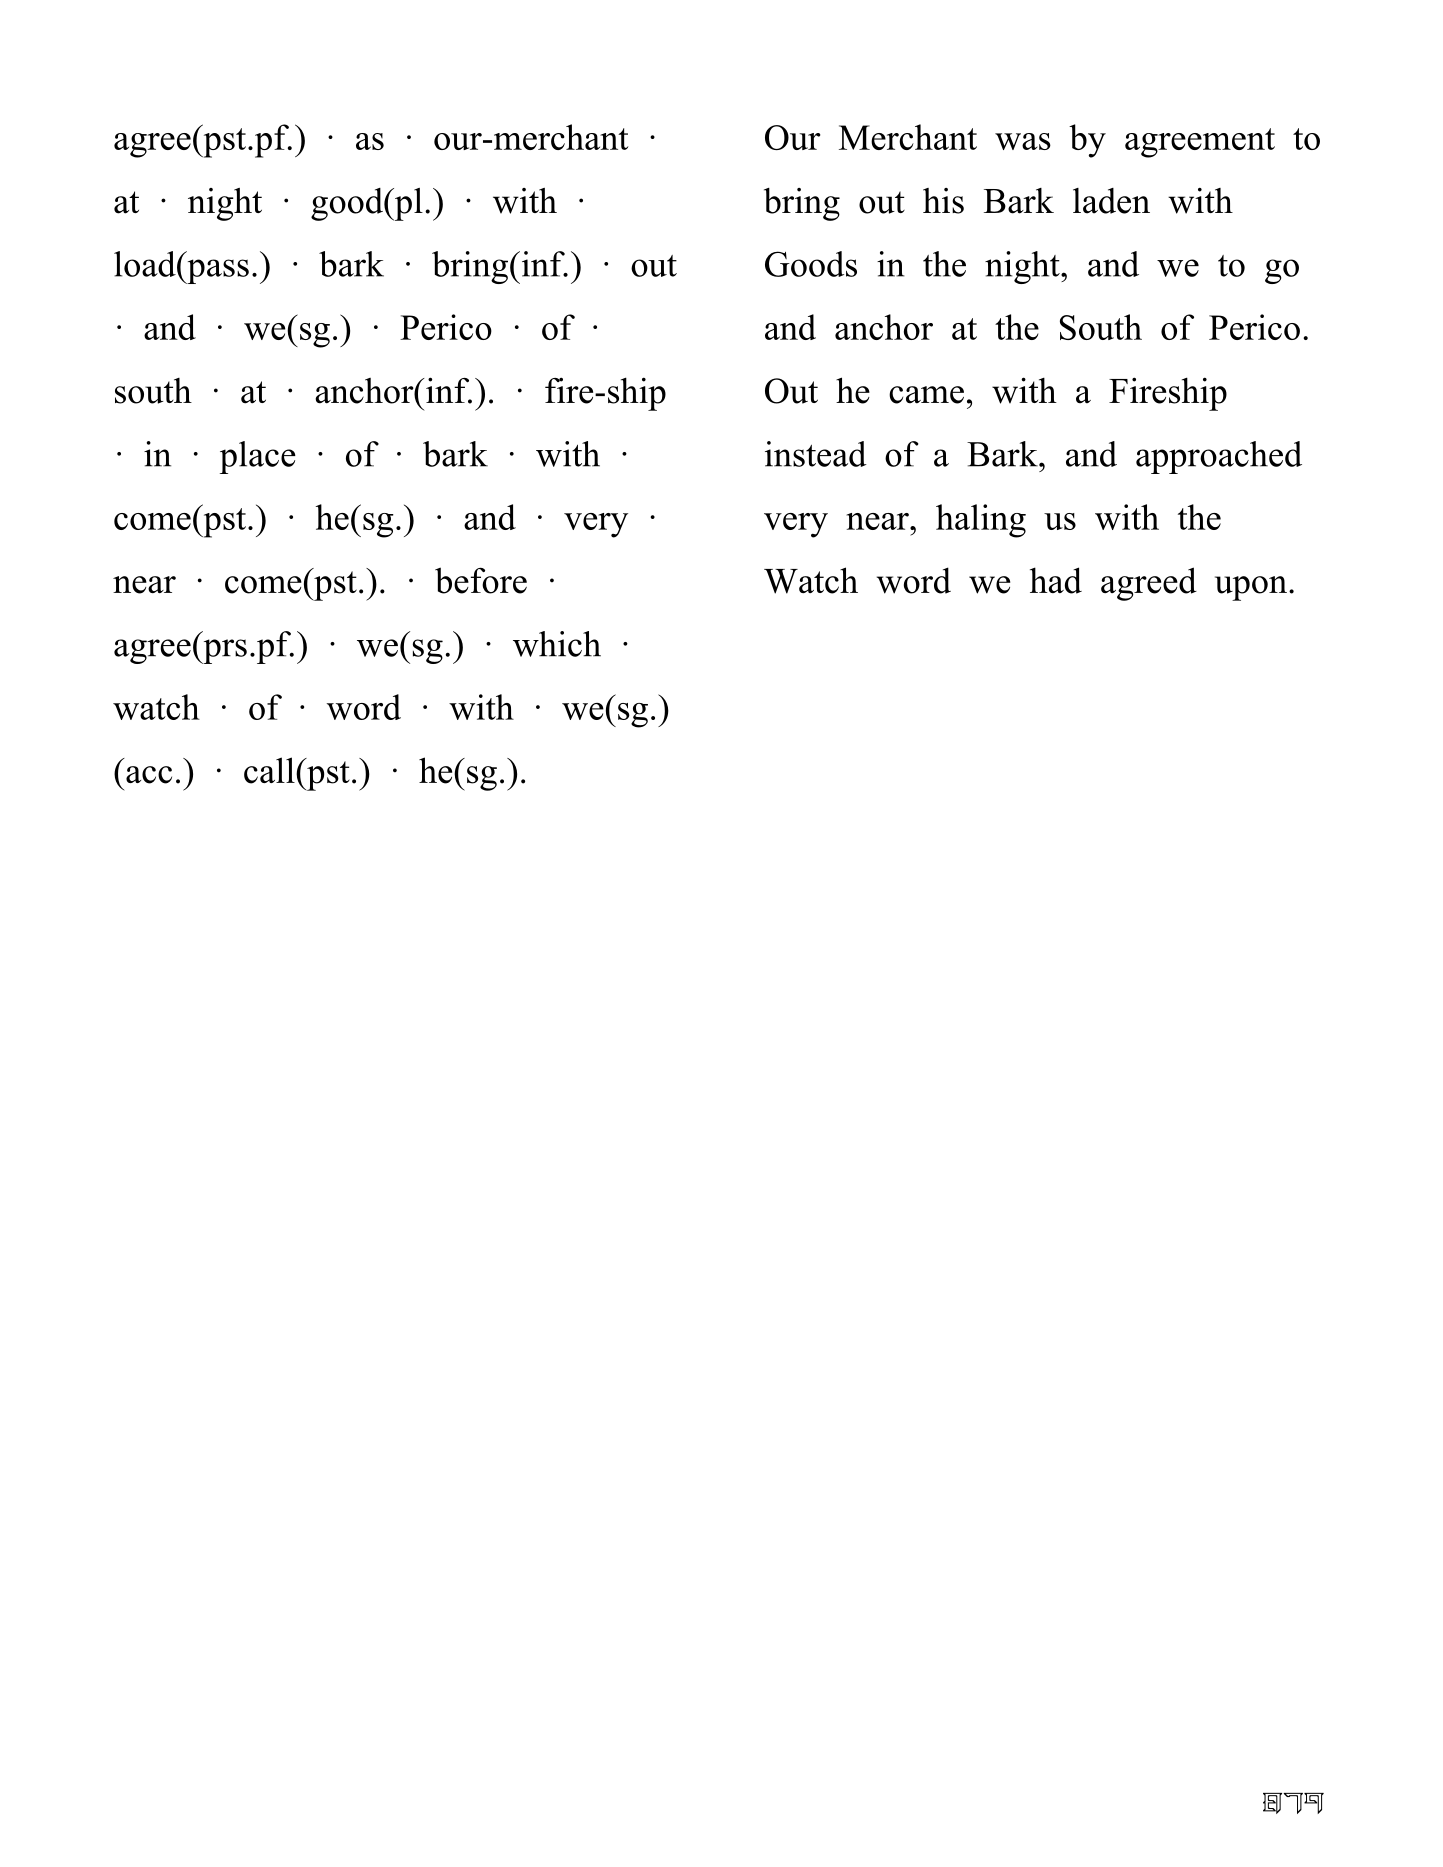 agree(pst.pf.) · as · our-merchant ·
at · night · good(pl.) · with ·
load(pass.) · bark · bring(inf.) · out
· and · we(sg.) · Perico · of ·
south · at · anchor(inf.). · fire-ship
· in · place · of · bark · with ·
come(pst.) · he(sg.) · and · very ·
near · come(pst.). · before ·
agree(prs.pf.) · we(sg.) · which ·
watch · of · word · with · we(sg.)
(acc.) · call(pst.) · he(sg.).
Our Merchant was by agreement to
bring out his Bark laden with
Goods in the night, and we to go
and anchor at the South of Perico.
Out he came, with a Fireship
instead of a Bark, and approached
very near, haling us with the
Watch word we had agreed upon.